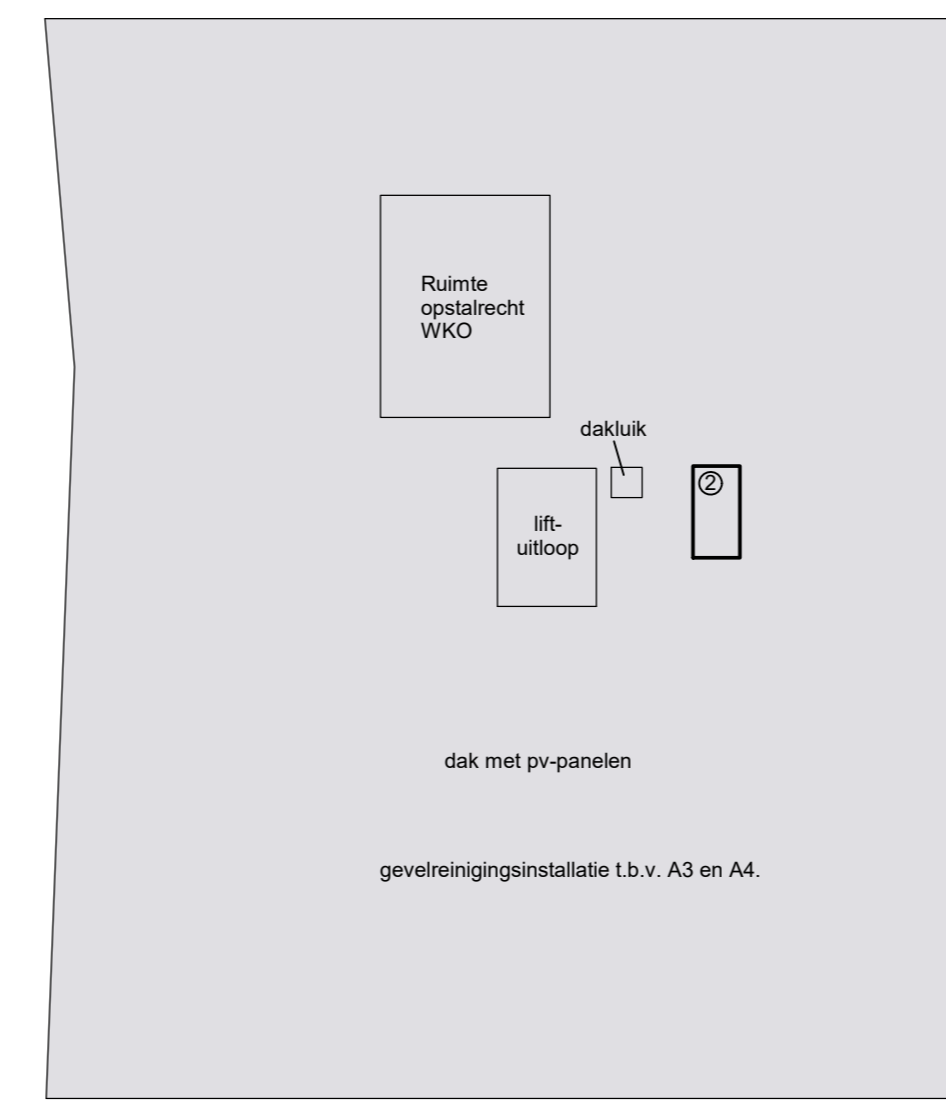 Ruimte
opstalrecht
WKO
dakluik
②
lift-
uitloop
dak met pv-panelen
gevelreinigingsinstallatie t.b.v. A3 en A4.